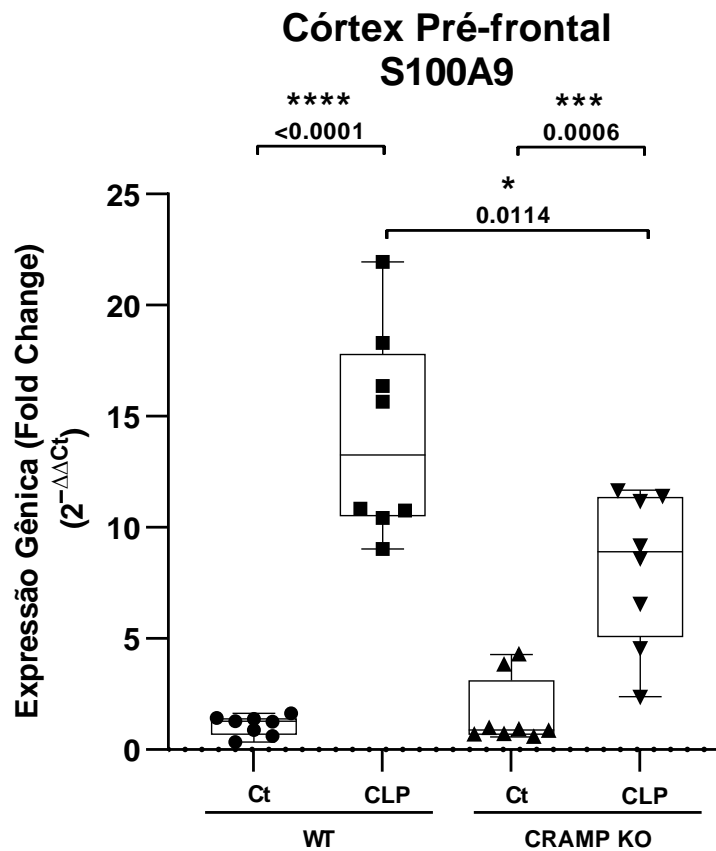 Córtex Pré-frontal
S100A9
****
<0.0001
***
0.0006
*
0.0114
Expressão Gênica (Fold Change)
(2−ΔΔCt)
25
20
15
10
5
0
Ct
CLP
Ct
CLP
WT
CRAMP KO